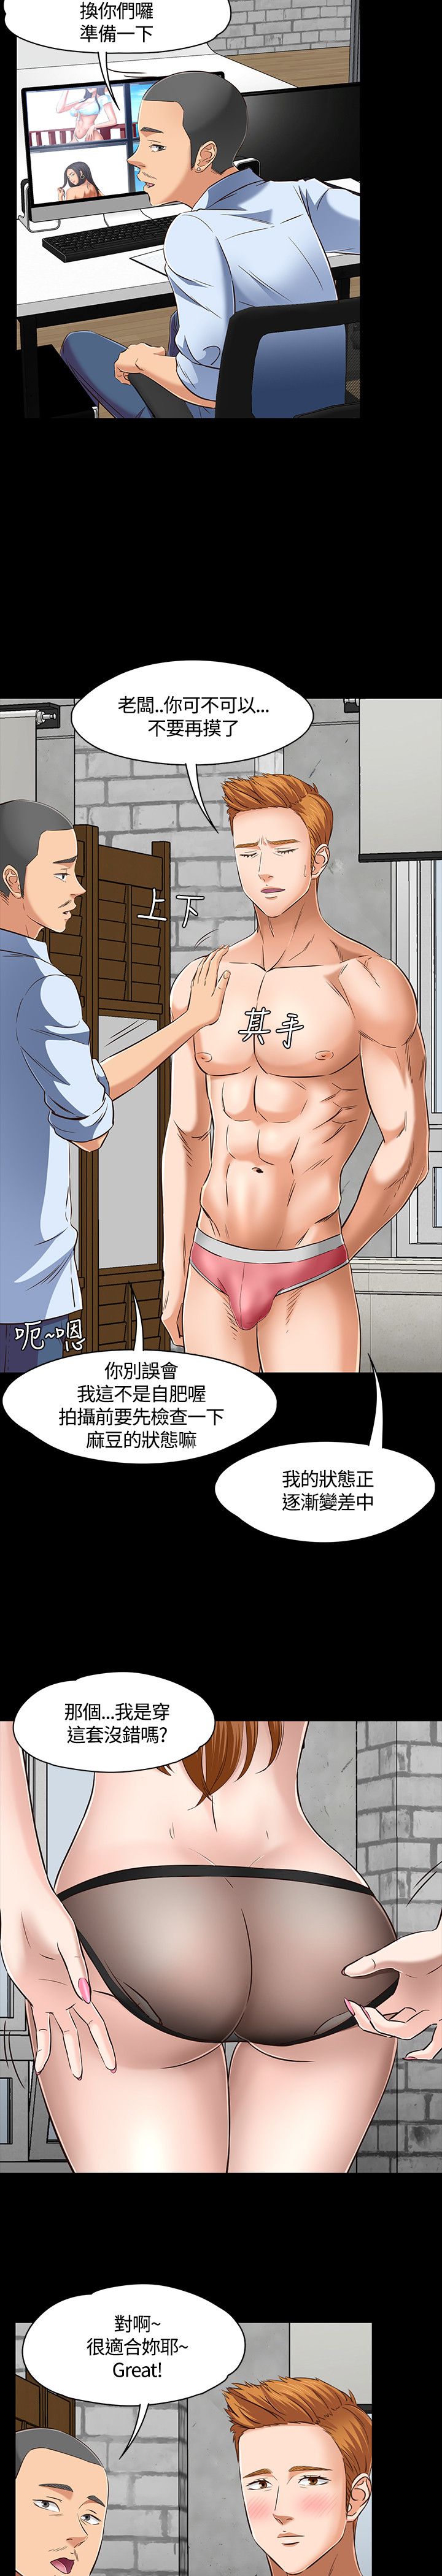 換你們囉
準備一下
老闆..你可不可以...
不要再摸了
上下
其手
呃~嗯
你別誤會
我這不是自肥喔
拍攝前要先檢查一下
麻豆的狀態嘛
我的狀態正
逐漸變差中
那個...我是穿
這套沒錯嗎?
對啊~
很適合妳耶~
Great!